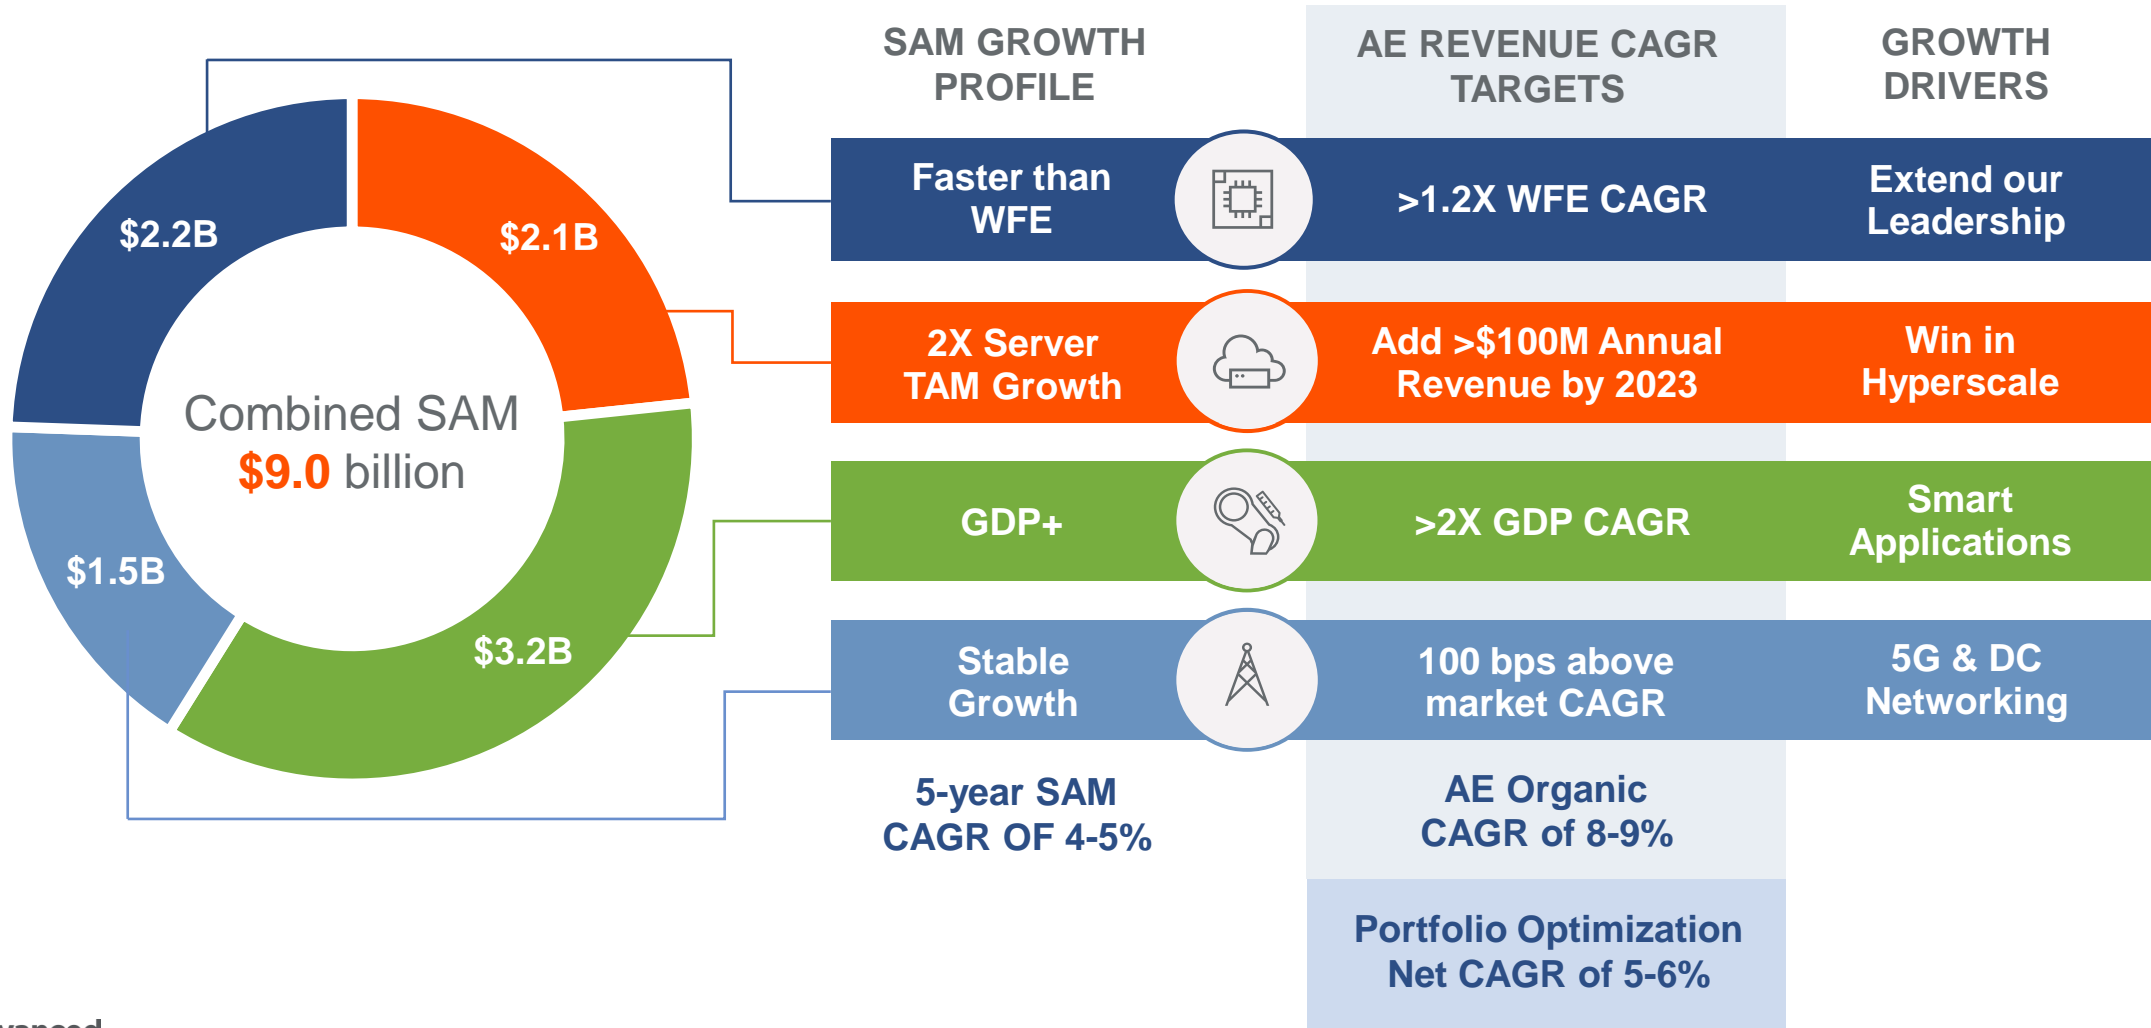 SAM GROWTH
PROFILE
AE REVENUE CAGR
TARGETS
GROWTH
DRIVERS
$2.2B
$2.1B
$1.5B
$3.2B
Combined SAM
$9.0 billion
Faster than
WFE
>1.2X WFE CAGR
Extend our
Leadership
2X Server
TAM Growth
Add >$100M Annual
Revenue by 2023
Win in
Hyperscale
GDP+
>2X GDP CAGR
Smart
Applications
Stable
Growth
100 bps above
market CAGR
5G & DC
Networking
5-year SAM
CAGR OF 4-5%
AE Organic
CAGR of 8-9%
Portfolio Optimization
Net CAGR of 5-6%